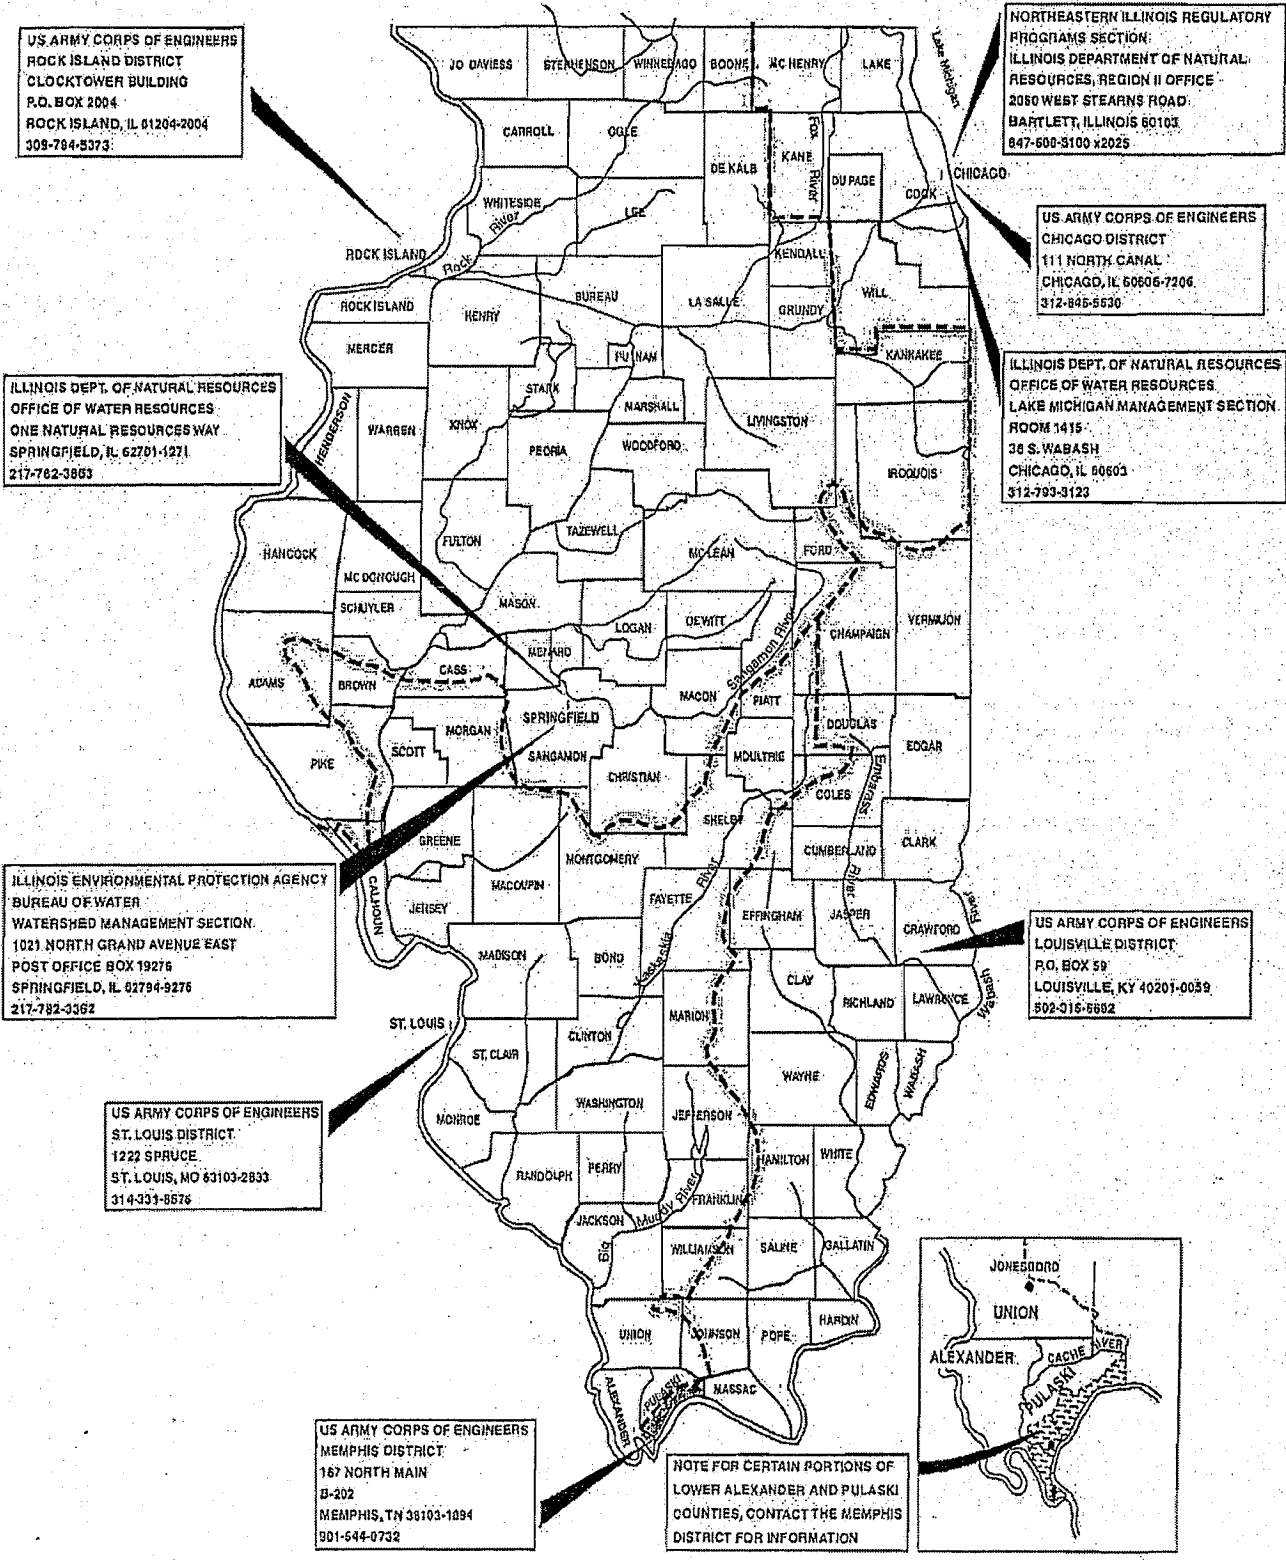 US ARMY CORPS OF ENGINEERS
ROCK ISLAND DISTRICT
CLOCKTOWER BUILDING
P.O. BOX 2004
ROCK ISLAND, IL 61204-2004
309-794-5373
NORTHEASTERN ILLINOIS REGULATORY
PROGRAMS SECTION
ILLINOIS DEPARTMENT OF NATURAL
RESOURCES, REGION II OFFICE
2050 WEST STEARNS ROAD
BARTLETT, ILLINOIS 60103
847-608-3100 x2025
US ARMY CORPS OF ENGINEERS
CHICAGO DISTRICT
111 NORTH CANAL
CHICAGO, IL 60606-7206
312-846-5530
ILLINOIS DEPT. OF NATURAL RESOURCES
OFFICE OF WATER RESOURCES
LAKE MICHIGAN MANAGEMENT SECTION
ROOM 1415
36 S. WABASH
CHICAGO, IL 60603
312-793-3123
ILLINOIS DEPT. OF NATURAL RESOURCES
OFFICE OF WATER RESOURCES
ONE NATURAL RESOURCES WAY
SPRINGFIELD, IL 62701-1271
217-782-3863
ILLINOIS ENVIRONMENTAL PROTECTION AGENCY
BUREAU OF WATER
WATERSHED MANAGEMENT SECTION
1021 NORTH GRAND AVENUE EAST
POST OFFICE BOX 19276
SPRINGFIELD, IL 62794-9276
217-782-3362
US ARMY CORPS OF ENGINEERS
LOUISVILLE DISTRICT
P.O. BOX 59
LOUISVILLE, KY 40201-0059
502-315-6692
US ARMY CORPS OF ENGINEERS
ST. LOUIS DISTRICT
1222 SPRUCE
ST. LOUIS, MO 63103-2833
314-331-8575
US ARMY CORPS OF ENGINEERS
MEMPHIS DISTRICT
167 NORTH MAIN
B-202
MEMPHIS, TN 38103-1894
901-544-0732
NOTE FOR CERTAIN PORTIONS OF
LOWER ALEXANDER AND PULASKI
COUNTIES, CONTACT THE MEMPHIS
DISTRICT FOR INFORMATION
JO DAVIESS
STEPHENSON
WINNEBAGO
BOONE
MC HENRY
LAKE
Lake Michigan
CARROLL
OGLE
DE KALB
KANE
Fox River
DU PAGE
COOK
CHICAGO
WHITESIDE
LEE
Rock River
ROCK ISLAND
KENDALL
WILL
ROCK ISLAND
HENRY
BUREAU
LA SALLE
GRUNDY
MERCER
PUTNAM
KANKAKEE
HENDERSON
WARREN
KNOX
STARK
MARSHALL
PEORIA
WOODFORD
LIVINGSTON
IROQUOIS
HANCOCK
MC DONOUGH
FULTON
TAZEWELL
MC LEAN
FORD
SCHUYLER
MASON
LOGAN
DEWITT
CHAMPAIGN
VERMILION
ADAMS
BROWN
CASS
MENARD
MACON
Sangamon River
PIATT
PIKE
SCOTT
MORGAN
SPRINGFIELD
SANGAMON
CHRISTIAN
MOULTRIE
DOUGLAS
EDGAR
COLES
Embarass River
CALHOUN
GREENE
JERSEY
MACOUPIN
MONTGOMERY
SHELBY
CUMBERLAND
CLARK
FAYETTE
Kaskaskia River
EFFINGHAM
JASPER
CRAWFORD
Wabash River
MADISON
BOND
CLAY
RICHLAND
LAWRENCE
ST. LOUIS
ST. CLAIR
CLINTON
MARION
WAYNE
EDWARDS
WABASH
MONROE
WASHINGTON
JEFFERSON
RANDOLPH
PERRY
HAMILTON
WHITE
FRANKLIN
JACKSON
Big Muddy River
WILLIAMSON
SALINE
GALLATIN
UNION
JOHNSON
POPE
HARDIN
ALEXANDER
PULASKI
MASSAC
JONESBORO
UNION
ALEXANDER
CACHE RIVER
PULASKI